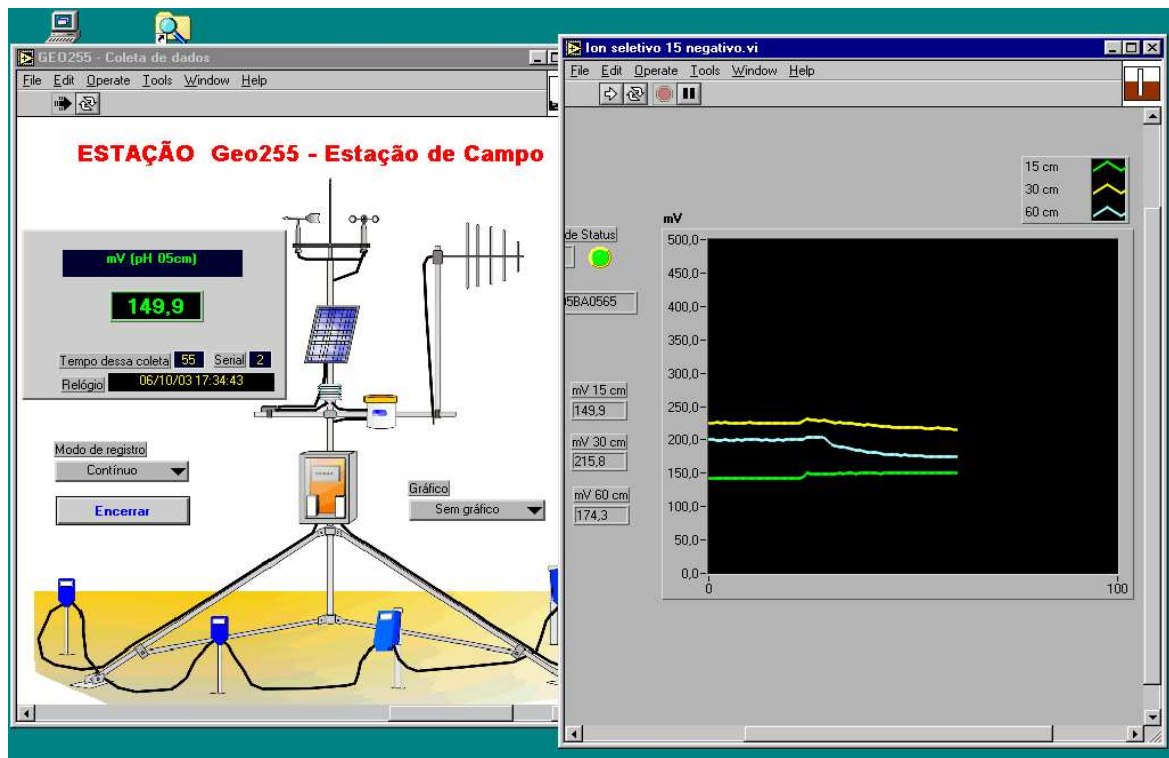 GEO255 - Coleta de dados
File Edit Operate Tools Window Help
ESTAÇÃO Geo255 - Estação de Campo
mV (pH 05cm)
149,9
Tempo dessa coleta 55 Serial 2
Relógio 06/10/03 17:34:43
Modo de registro
Contínuo
Encerrar
Gráfico
Sem gráfico
Ion seletivo 15 negativo.vi
File Edit Operate Tools Window Help
15 cm
30 cm
60 cm
mV
de Status
05BA0565
mV 15 cm
149,9
mV 30 cm
215,8
mV 60 cm
174,3
500,0
450,0
400,0
350,0
300,0
250,0
200,0
150,0
100,0
50,0
0,0
0 100